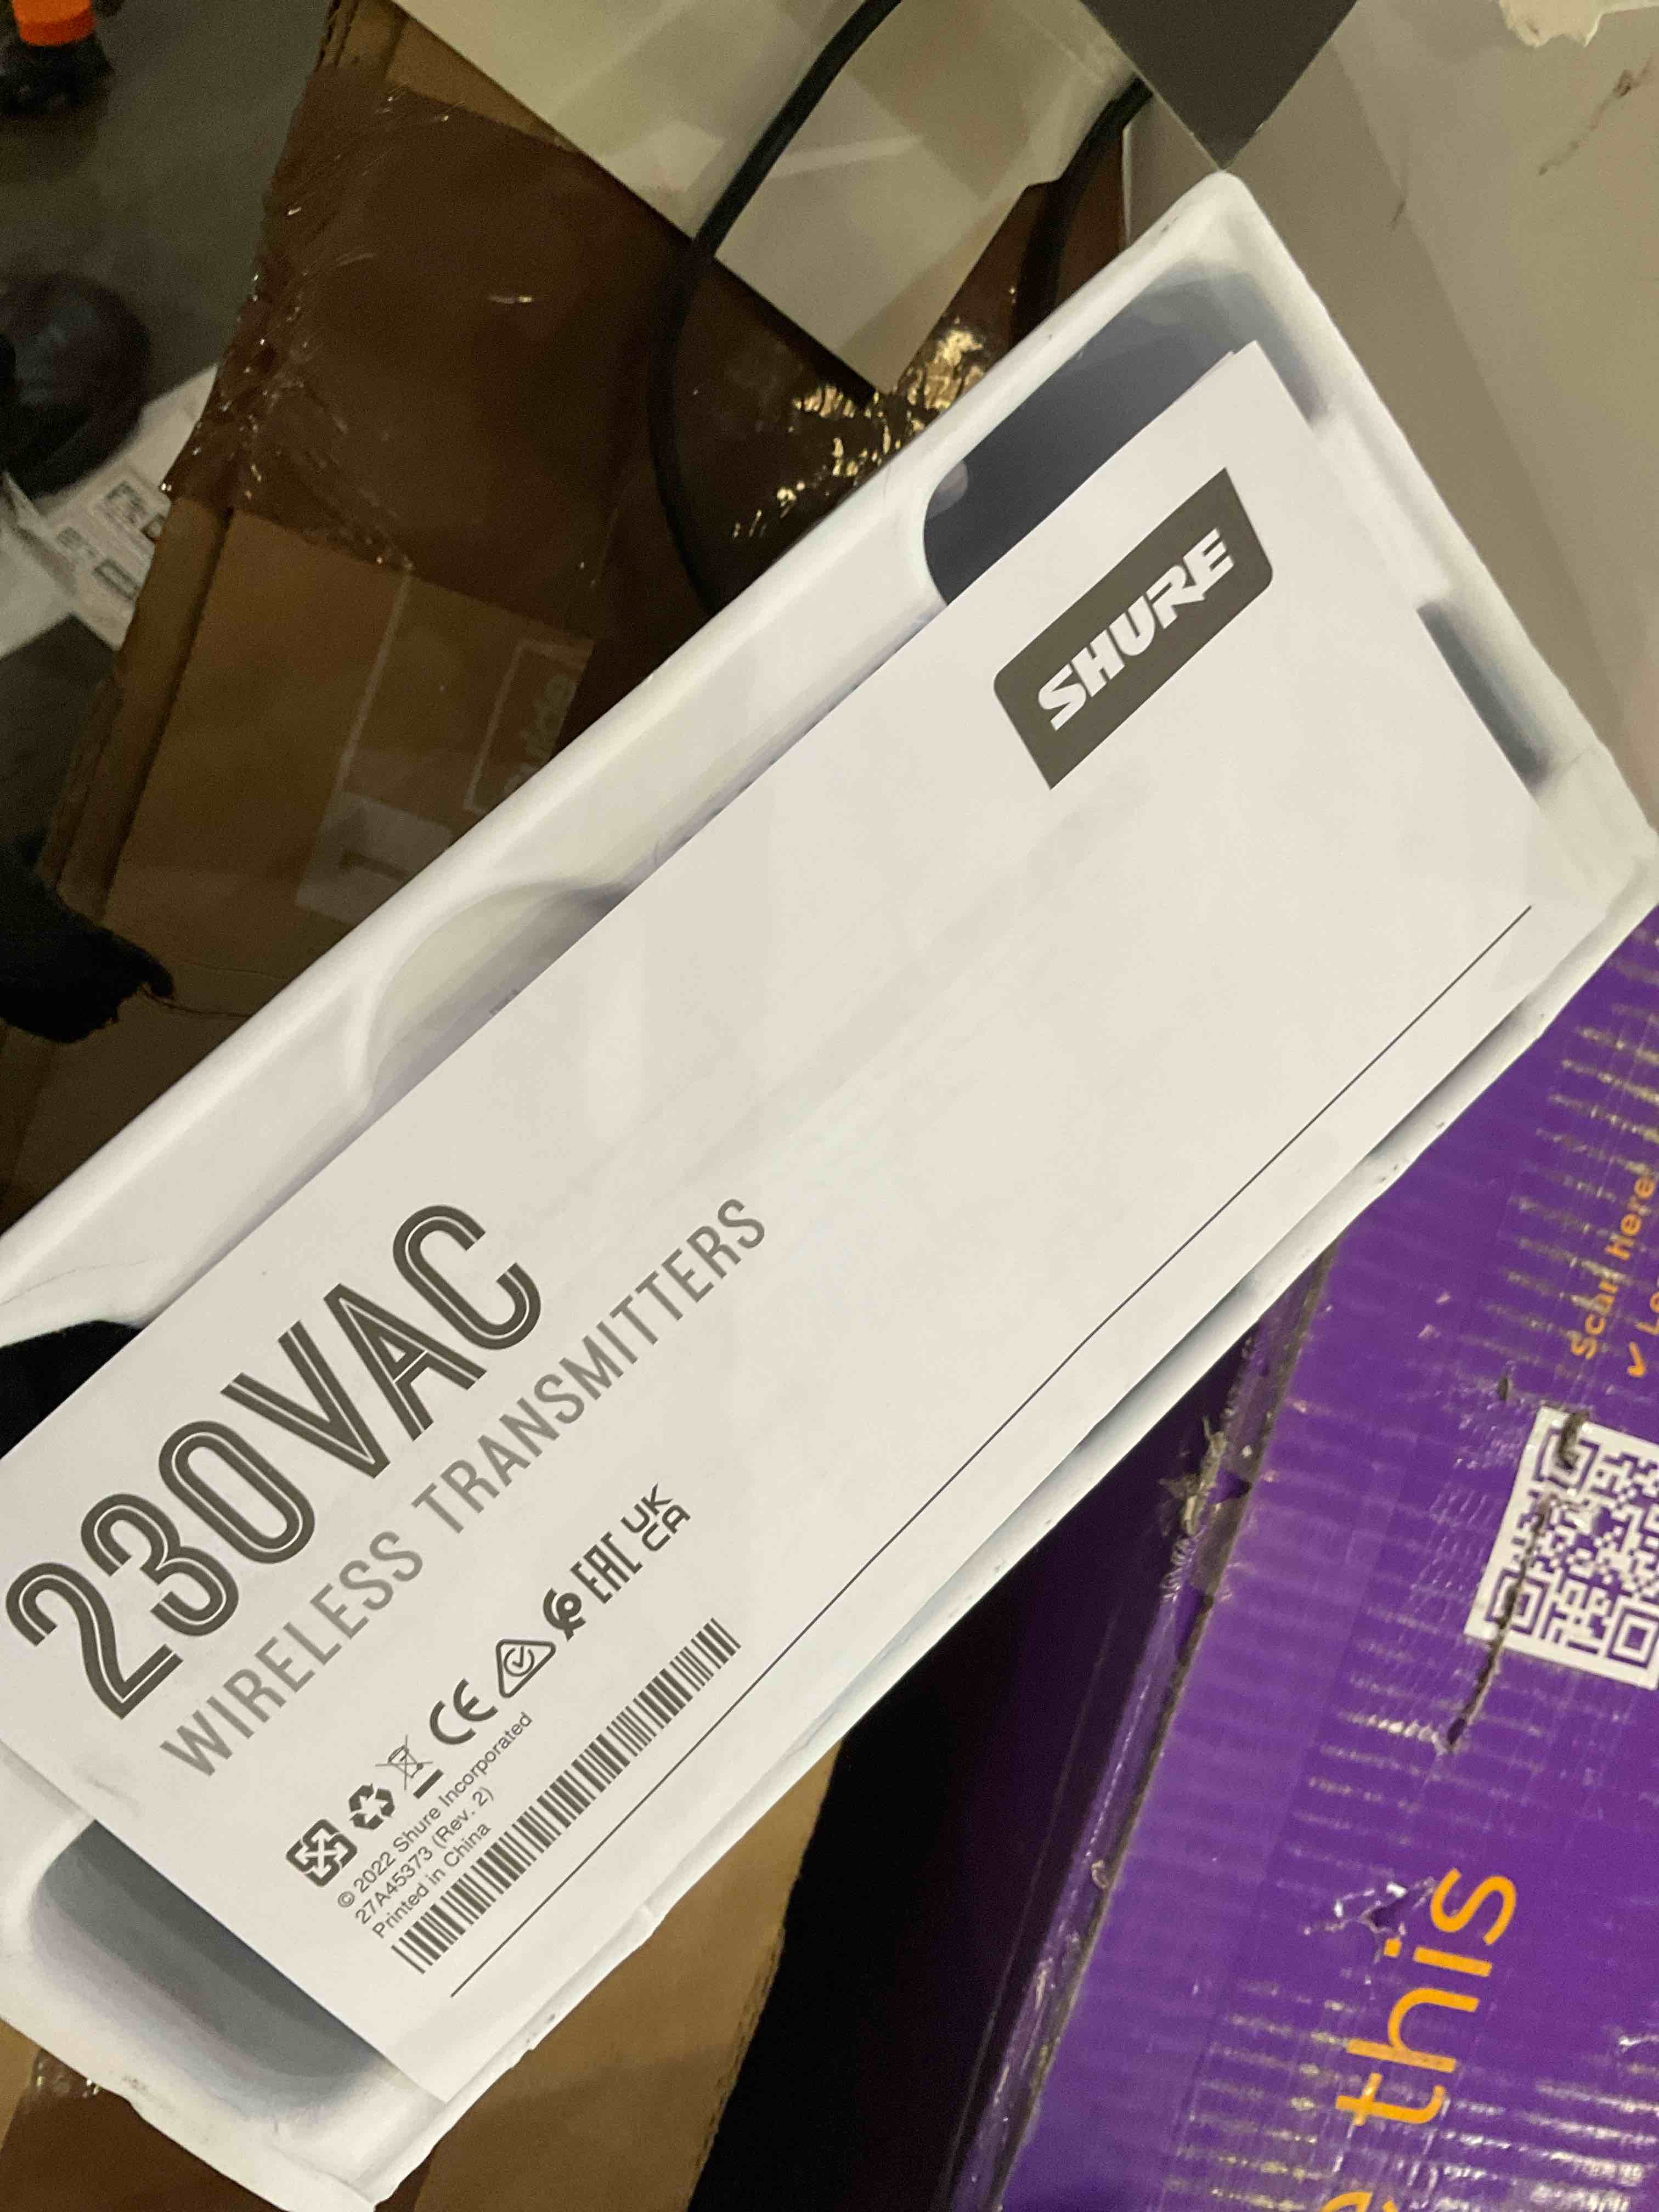 SHURE
230VAC
WIRELESS TRANSMITTERS
CE EAC UK
CA
© 2022 Shure Incorporated
27A45373 (Rev. 2)
Printed in China
Scan Here
this